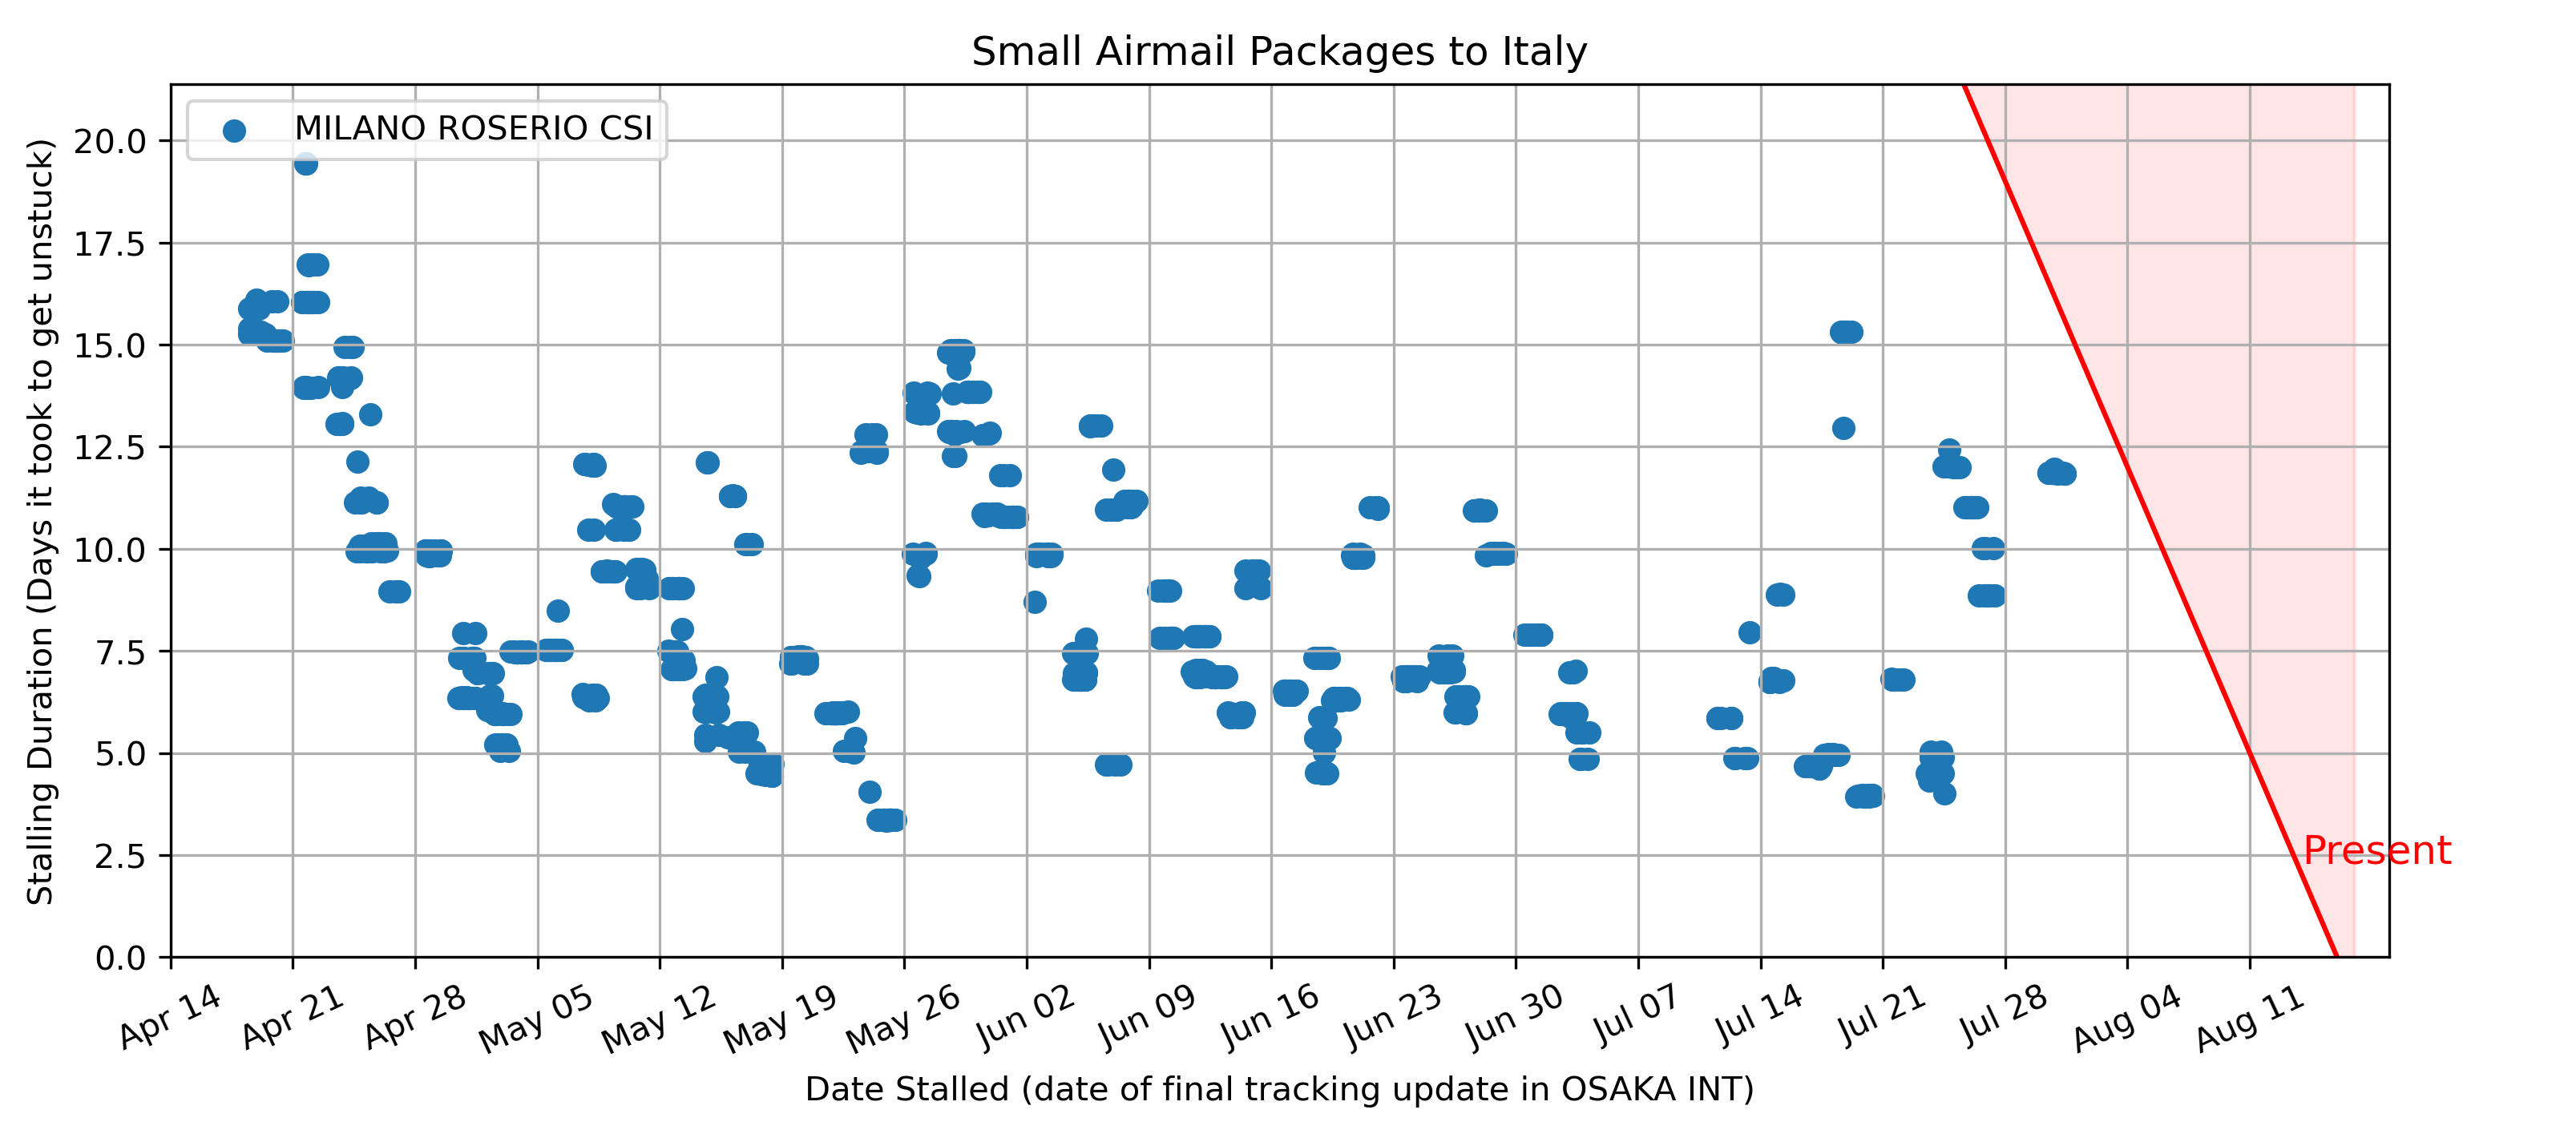 Small Airmail Packages to Italy
MILANO ROSERIO CSI
Stalling Duration (Days it took to get unstuck)
20.0
17.5
15.0
12.5
10.0
7.5
5.0
2.5
0.0
Present
Apr 14
Apr 21
Apr 28
May 05
May 12
May 19
May 26
Jun 02
Jun 09
Jun 16
Jun 23
Jun 30
Jul 07
Jul 14
Jul 21
Jul 28
Aug 04
Aug 11
Date Stalled (date of final tracking update in OSAKA INT)